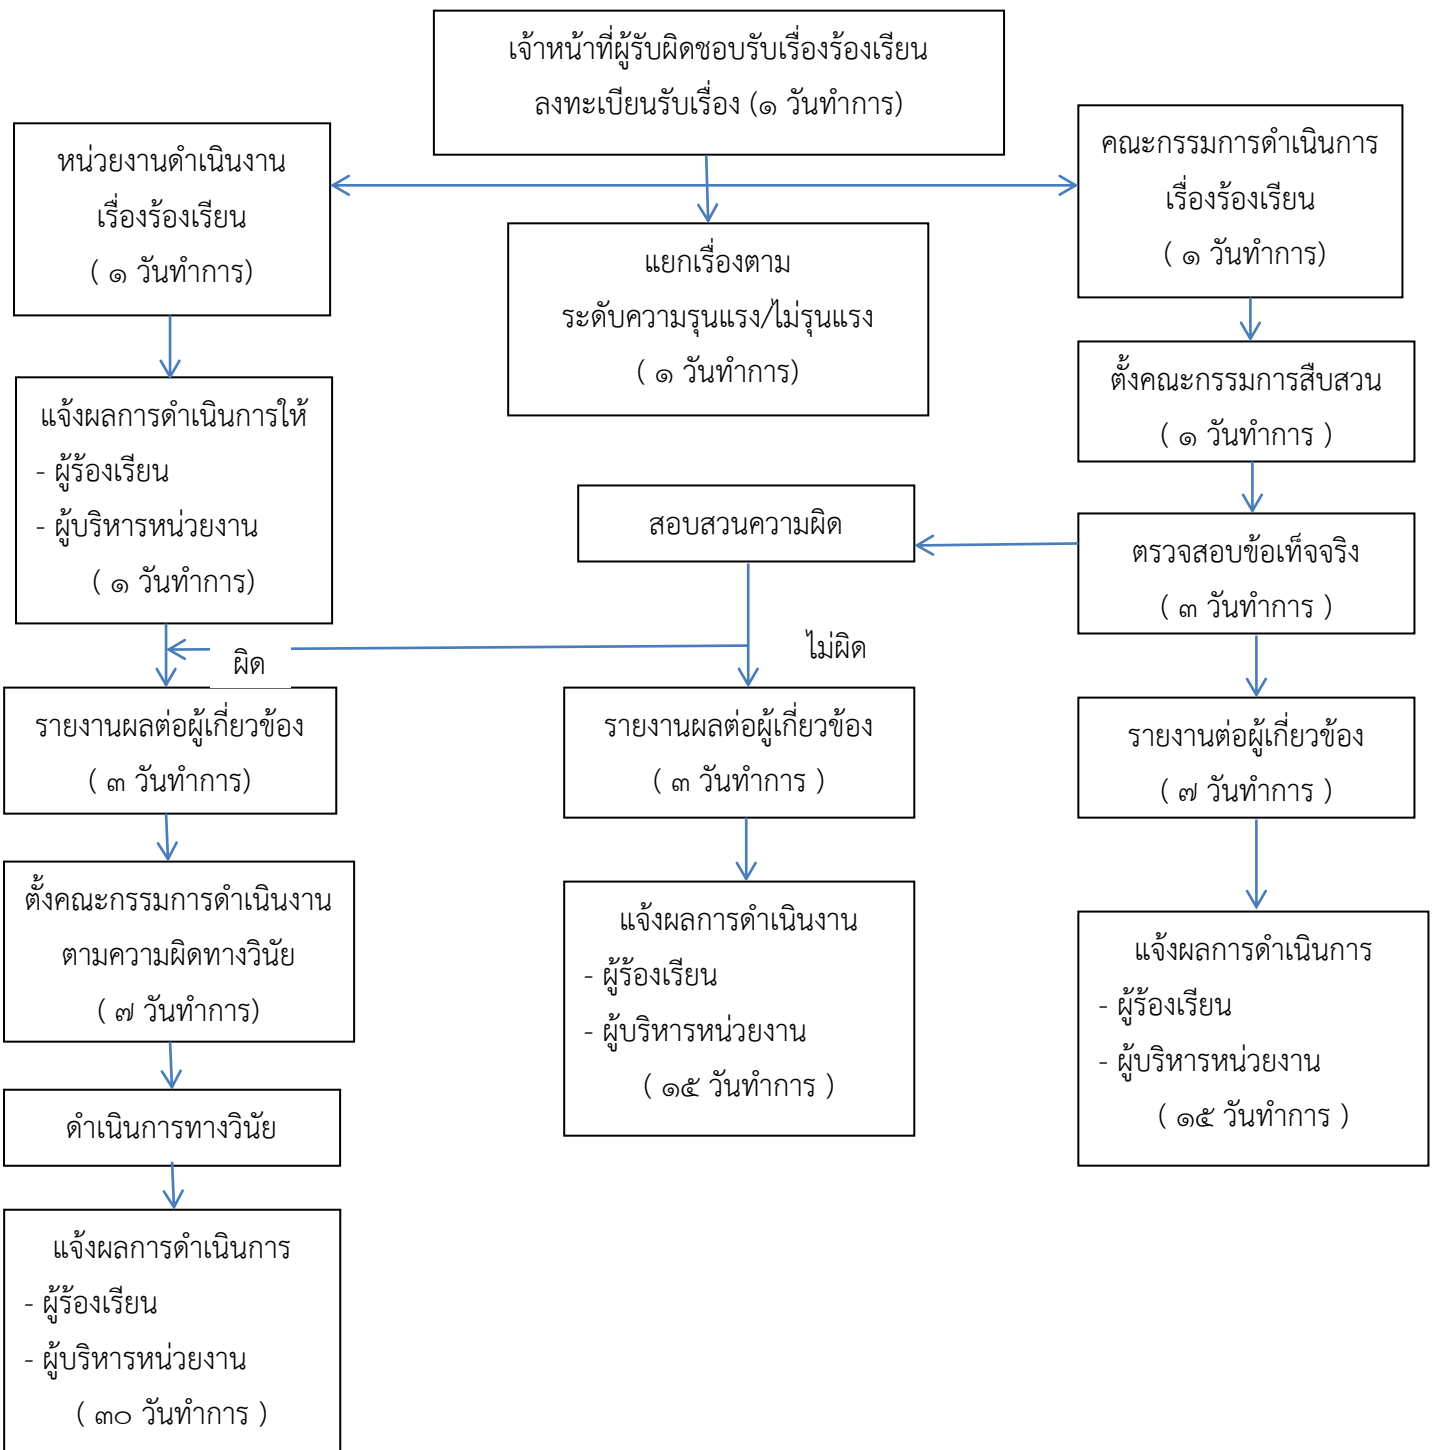 เจ้าหน้าที่ผู้รับผิดชอบรับเรื่องร้องเรียน
ลงทะเบียนรับเรื่อง (๑ วันทำการ)
หน่วยงานดำเนินงาน
เรื่องร้องเรียน
( ๑ วันทำการ)
คณะกรรมการดำเนินการ
เรื่องร้องเรียน
( ๑ วันทำการ)
แยกเรื่องตาม
ระดับความรุนแรง/ไม่รุนแรง
( ๑ วันทำการ)
ตั้งคณะกรรมการสืบสวน
( ๑ วันทำการ )
แจ้งผลการดำเนินการให้
- ผู้ร้องเรียน
- ผู้บริหารหน่วยงาน
( ๑ วันทำการ)
สอบสวนความผิด
ตรวจสอบข้อเท็จจริง
( ๓ วันทำการ )
ผิด
ไม่ผิด
รายงานผลต่อผู้เกี่ยวข้อง
( ๓ วันทำการ)
รายงานผลต่อผู้เกี่ยวข้อง
( ๓ วันทำการ )
รายงานต่อผู้เกี่ยวข้อง
( ๗ วันทำการ )
ตั้งคณะกรรมการดำเนินงาน
ตามความผิดทางวินัย
( ๗ วันทำการ)
แจ้งผลการดำเนินงาน
- ผู้ร้องเรียน
- ผู้บริหารหน่วยงาน
( ๑๕ วันทำการ )
แจ้งผลการดำเนินการ
- ผู้ร้องเรียน
- ผู้บริหารหน่วยงาน
( ๑๕ วันทำการ )
ดำเนินการทางวินัย
แจ้งผลการดำเนินการ
- ผู้ร้องเรียน
- ผู้บริหารหน่วยงาน
( ๓๐ วันทำการ )